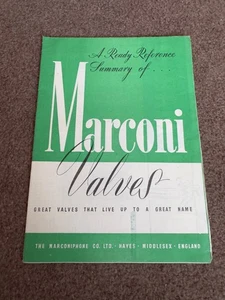 A Ready Reference
Summary of...
Marconi
Valves
GREAT VALVES THAT LIVE UP TO A GREAT NAME
THE MARCONIPHONE CO. LTD · HAYES · MIDDLESEX · ENGLAND